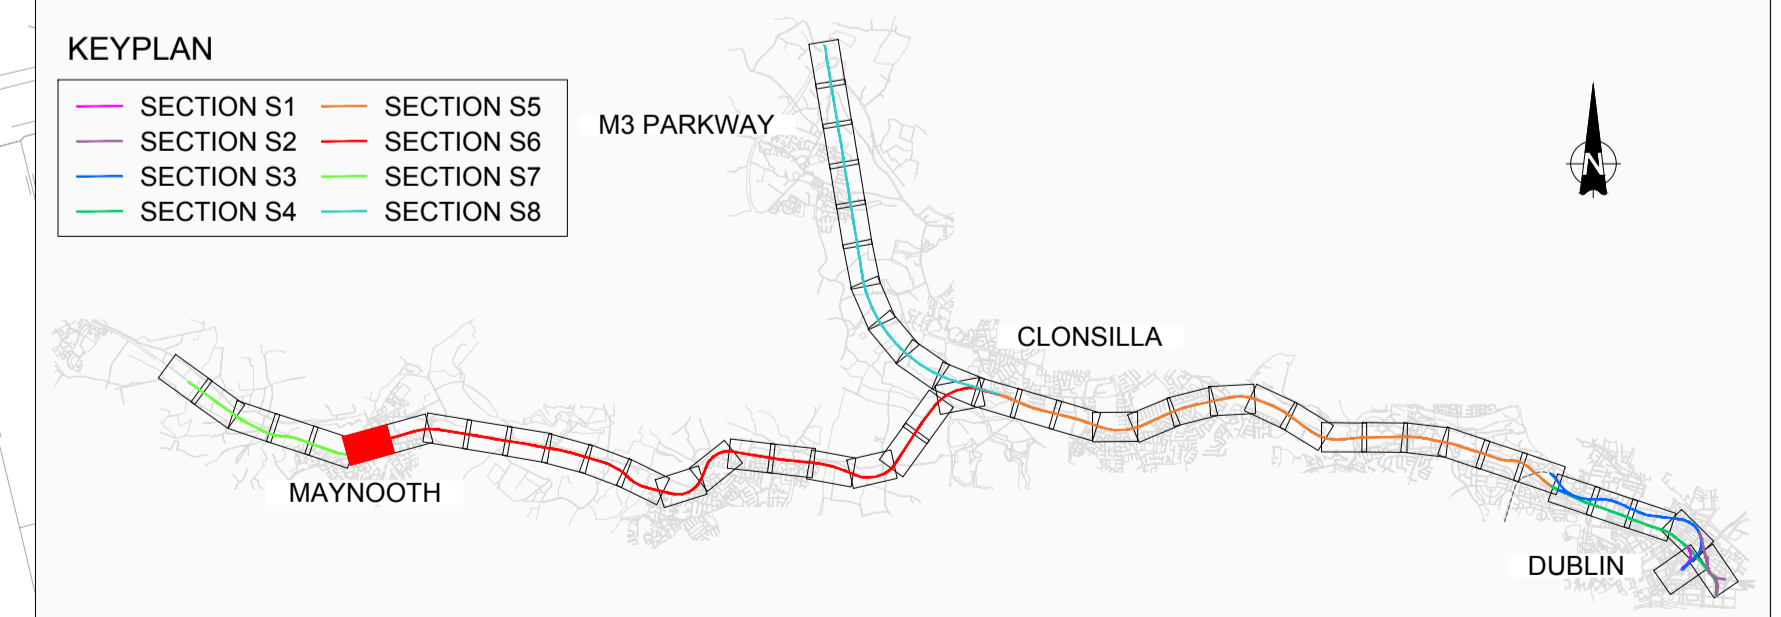 KEYPLAN
SECTION S1 SECTION S5
SECTION S2 SECTION S6
SECTION S3 SECTION S7
SECTION S4 SECTION S8
M3 PARKWAY
N
CLONSILLA
MAYNOOTH
DUBLIN